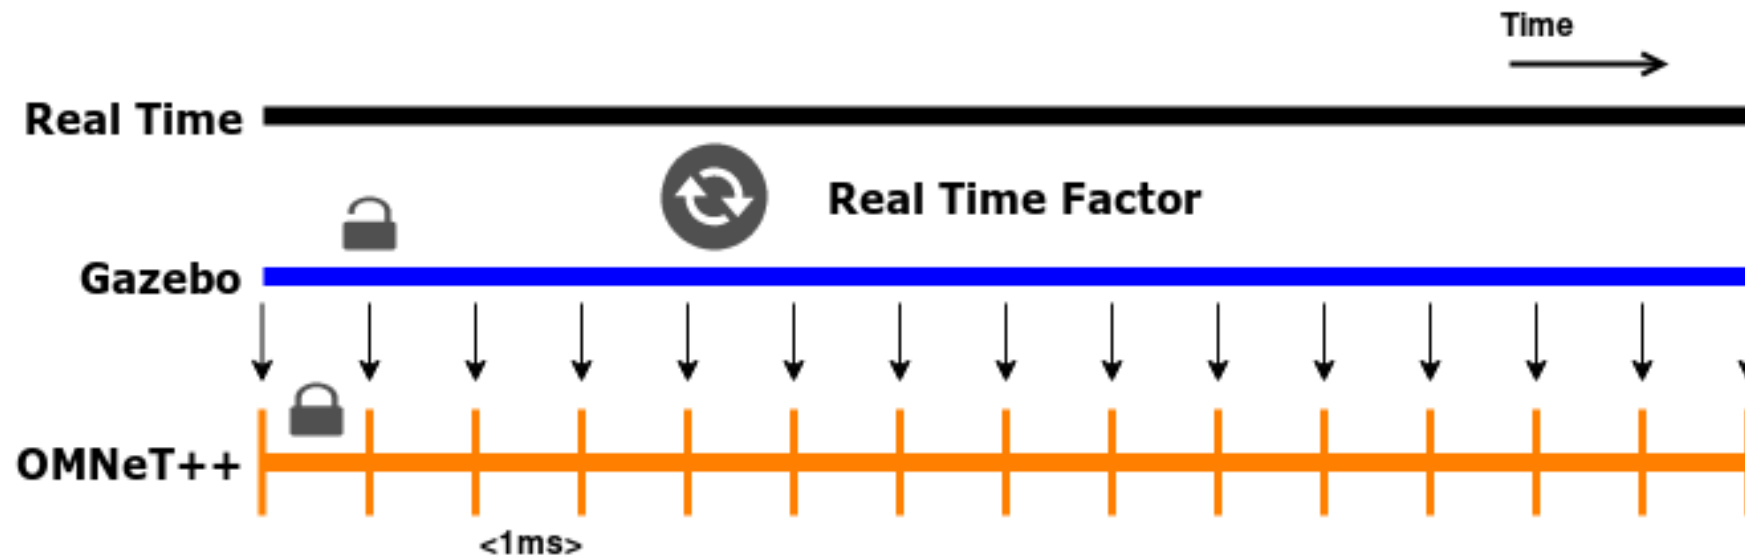 Time
Real Time
Real Time Factor
Gazebo
OMNeT++
<1ms>